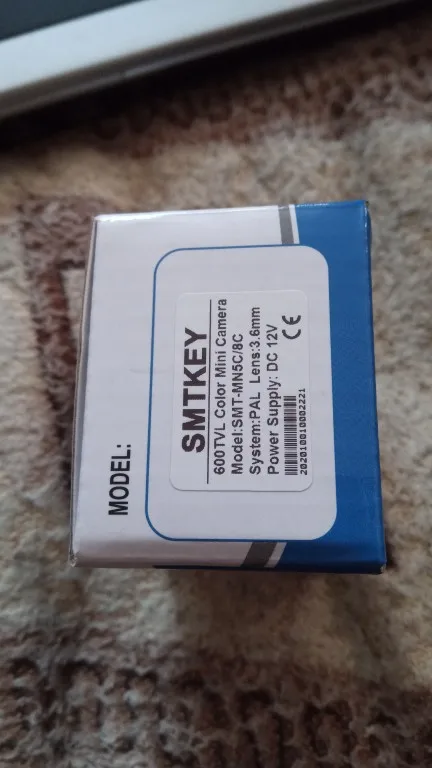 MODEL:
SMTKEY
600TVL Color Mini Camera
Model:SMT-MN5C/8C
System:PAL Lens:3.6mm
Power Supply: DC 12V
CE
202010010002221